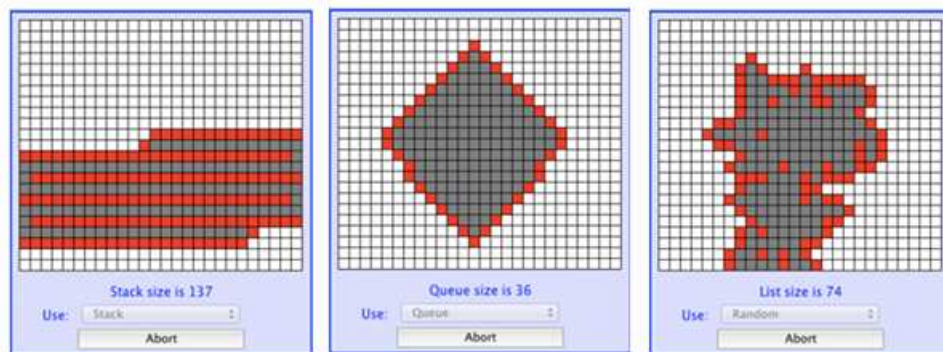 Stack size is 137
Use: Stack
Abort
Queue size is 36
Use: Queue
Abort
List size is 74
Use: Random
Abort